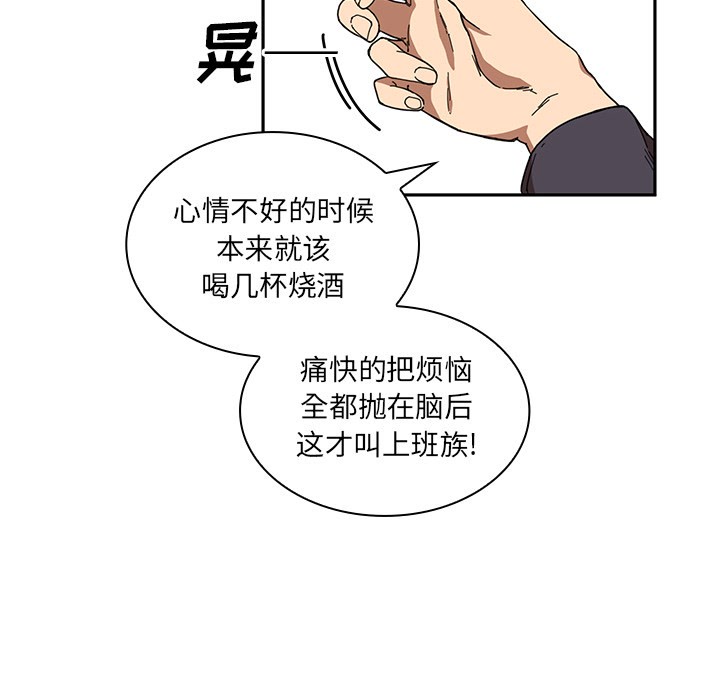 晃
心情不好的时候
本来就该
喝几杯烧酒
痛快的把烦恼
全都抛在脑后
这才叫上班族!